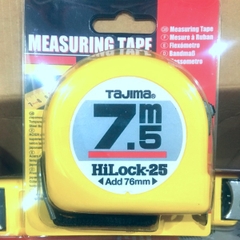 MEASURING TAPE
Measuring Tape
Mesure à Ruban
Flexómetro
Bandmaß
TAJIMA
7.5m
HiLock-25
Add 76mm